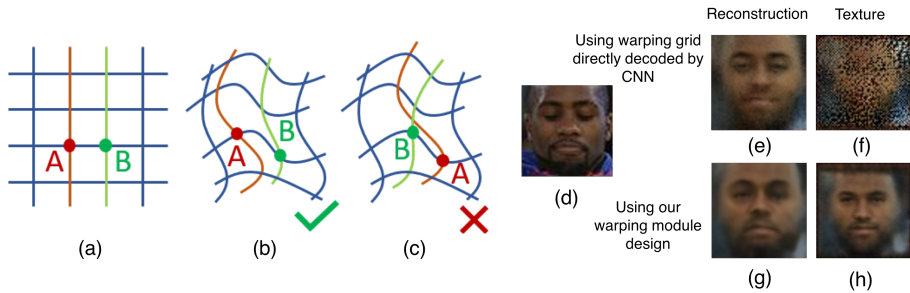 Reconstruction Texture
Using warping grid
directly decoded by
CNN
A B
(a)
A B
(b)
B A
(c)
(d)
(e) (f)
Using our
warping module
design
(g) (h)